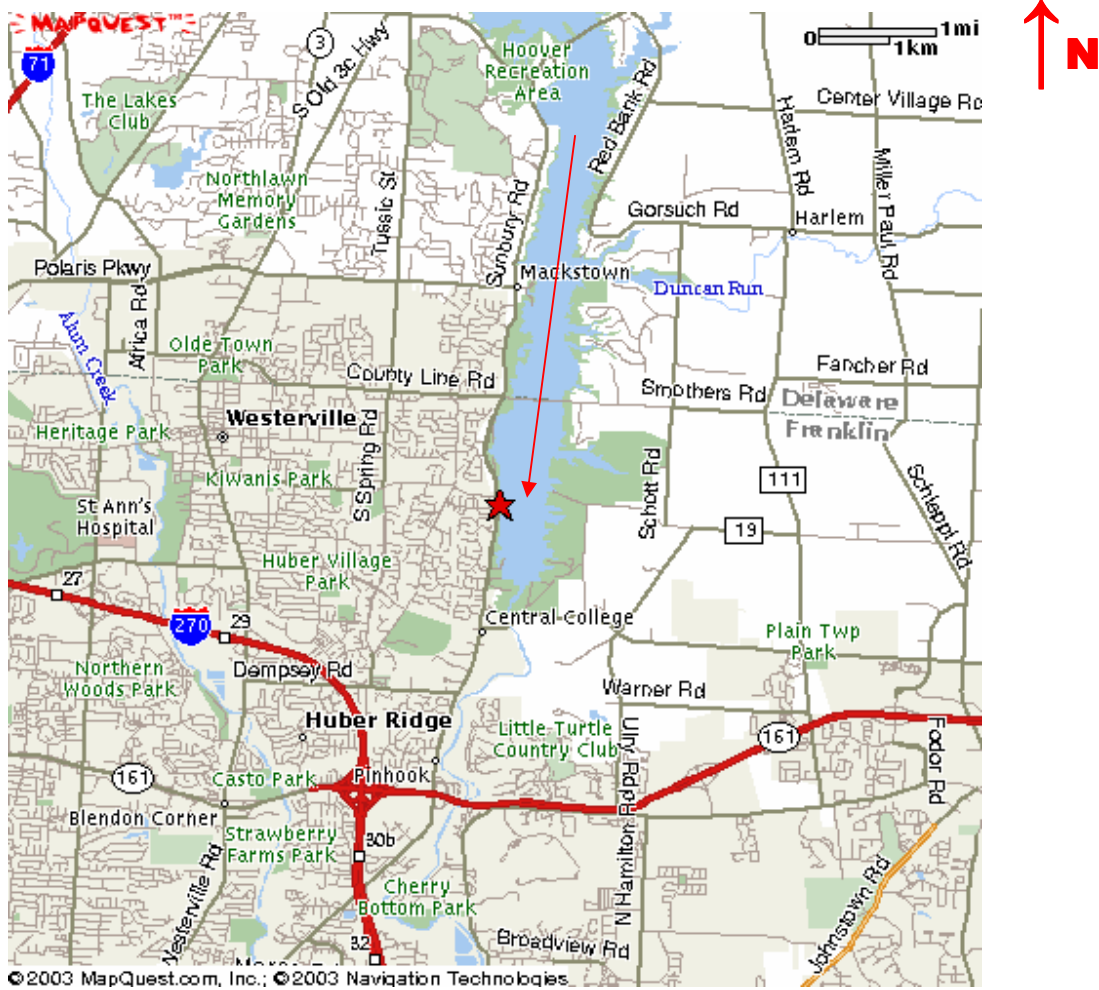 MAPQUEST™
71
3
S Old 3c Hwy
Hoover
Recreation
Area
0
1mi
1km
N
The Lakes
Club
Red Bank Rd
Harlem Rd
Center Village Rd
Northlawn
Memory
Gardens
Tussic St
Sunbury Rd
Miller Paul Rd
Gorsuch Rd
Harlem
Polaris Pkwy
Mackstown
Duncan Run
Africa Rd
Alum Creek
Olde Town
Park
County Line Rd
Fancher Rd
Smothers Rd
Delaware
Franklin
Westerville
Heritage Park
S Spring Rd
Kiwanis Park
Schott Rd
111
Schleppi Rd
St Ann's
Hospital
19
Huber Village
Park
27
270
29
Central College
Plain Twp
Park
Northern
Woods Park
Dempsey Rd
Warner Rd
Huber Ridge
Little Turtle
Country Club
Ulry Rd
161
Fodor Rd
161
Casto Park
Pinhook
Blendon Corner
Strawberry
Farms Park
30b
N Hamilton Rd
Westerville Rd
Cherry
Bottom Park
Johnstown Rd
32
Broadview Rd
©2003 MapQuest.com, Inc.; ©2003 Navigation Technologies